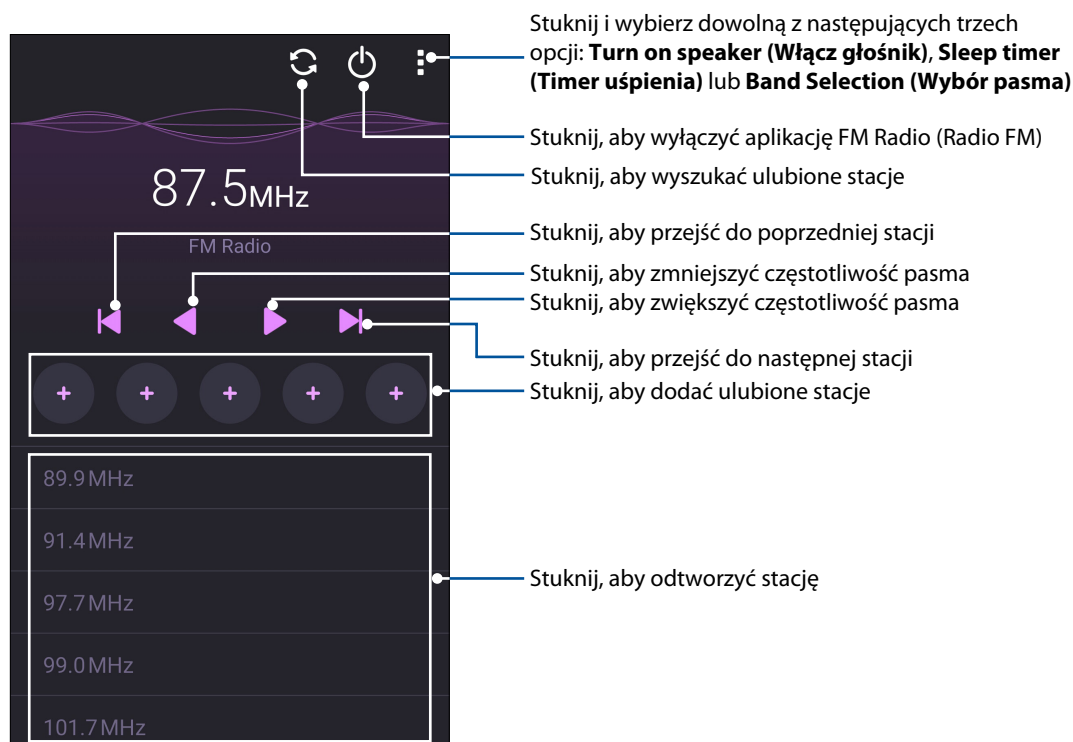 Stuknij i wybierz dowolną z następujących trzech
opcji: Turn on speaker (Włącz głośnik), Sleep timer
(Timer uśpienia) lub Band Selection (Wybór pasma)
Stuknij, aby wyłączyć aplikację FM Radio (Radio FM)
Stuknij, aby wyszukać ulubione stacje
87.5MHz
FM Radio
Stuknij, aby przejść do poprzedniej stacji
Stuknij, aby zmniejszyć częstotliwość pasma
Stuknij, aby zwiększyć częstotliwość pasma
Stuknij, aby przejść do następnej stacji
Stuknij, aby dodać ulubione stacje
89.9MHz
91.4MHz
97.7MHz
99.0MHz
101.7MHz
Stuknij, aby odtworzyć stację